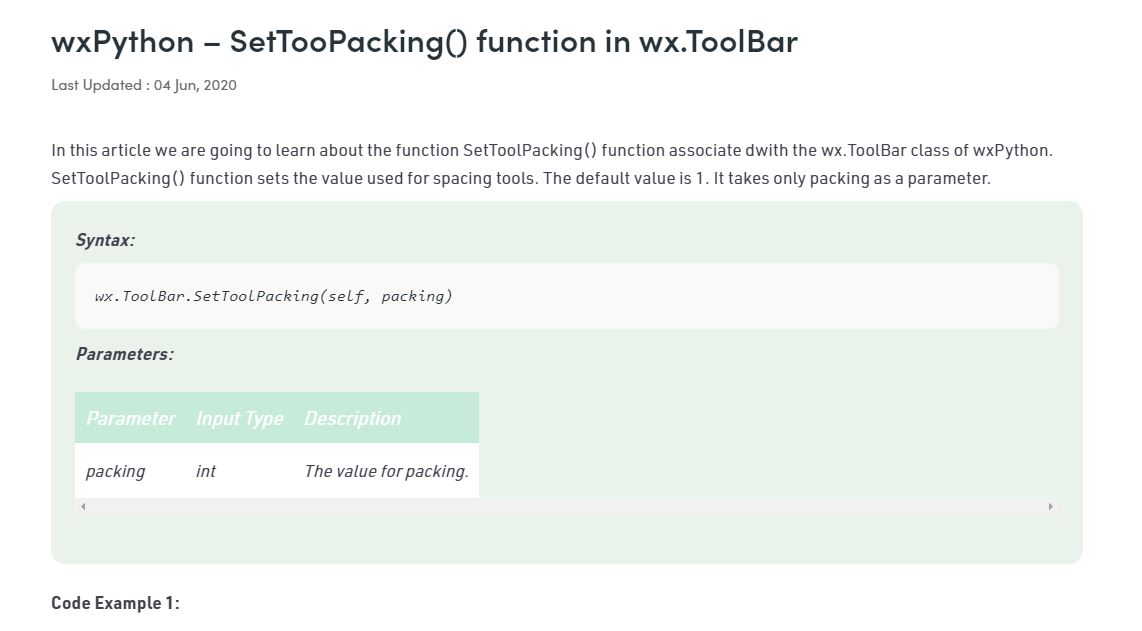 wxPython – SetTooPacking() function in wx.ToolBar
Last Updated : 04 Jun, 2020
In this article we are going to learn about the function SetToolPacking() function associate dwith the wx.ToolBar class of wxPython.
SetToolPacking() function sets the value used for spacing tools. The default value is 1. It takes only packing as a parameter.
Syntax:
wx.ToolBar.SetToolPacking(self, packing)
Parameters:
Parameter Input Type Description
packing int The value for packing.
Code Example 1: